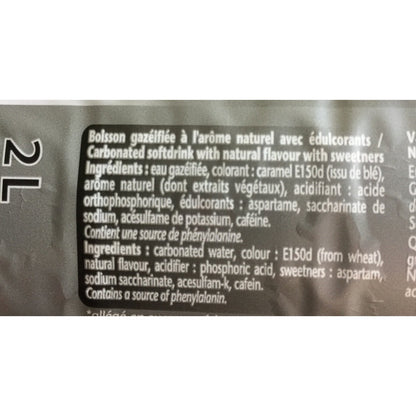 2 L
Boisson gazéifiée à l'arôme naturel avec édulcorants /
Carbonated softdrink with natural flavour with sweetners
Ingrédients : eau gazéifiée, colorant : caramel E150d (issu de blé),
arôme naturel (dont extraits végétaux), acidifiant : acide
orthophosphorique, édulcorants : aspartame, saccharinate de
sodium, acésulfame de potassium, caféine.
Contient une source de phénylalanine.
Ingredients : carbonated water, colour : E150d (from wheat),
natural flavour, acidifier : phosphoric acid, sweetners : aspartam,
sodium saccharinate, acesulfam-k, cafein.
Contains a source of phenylalanin.